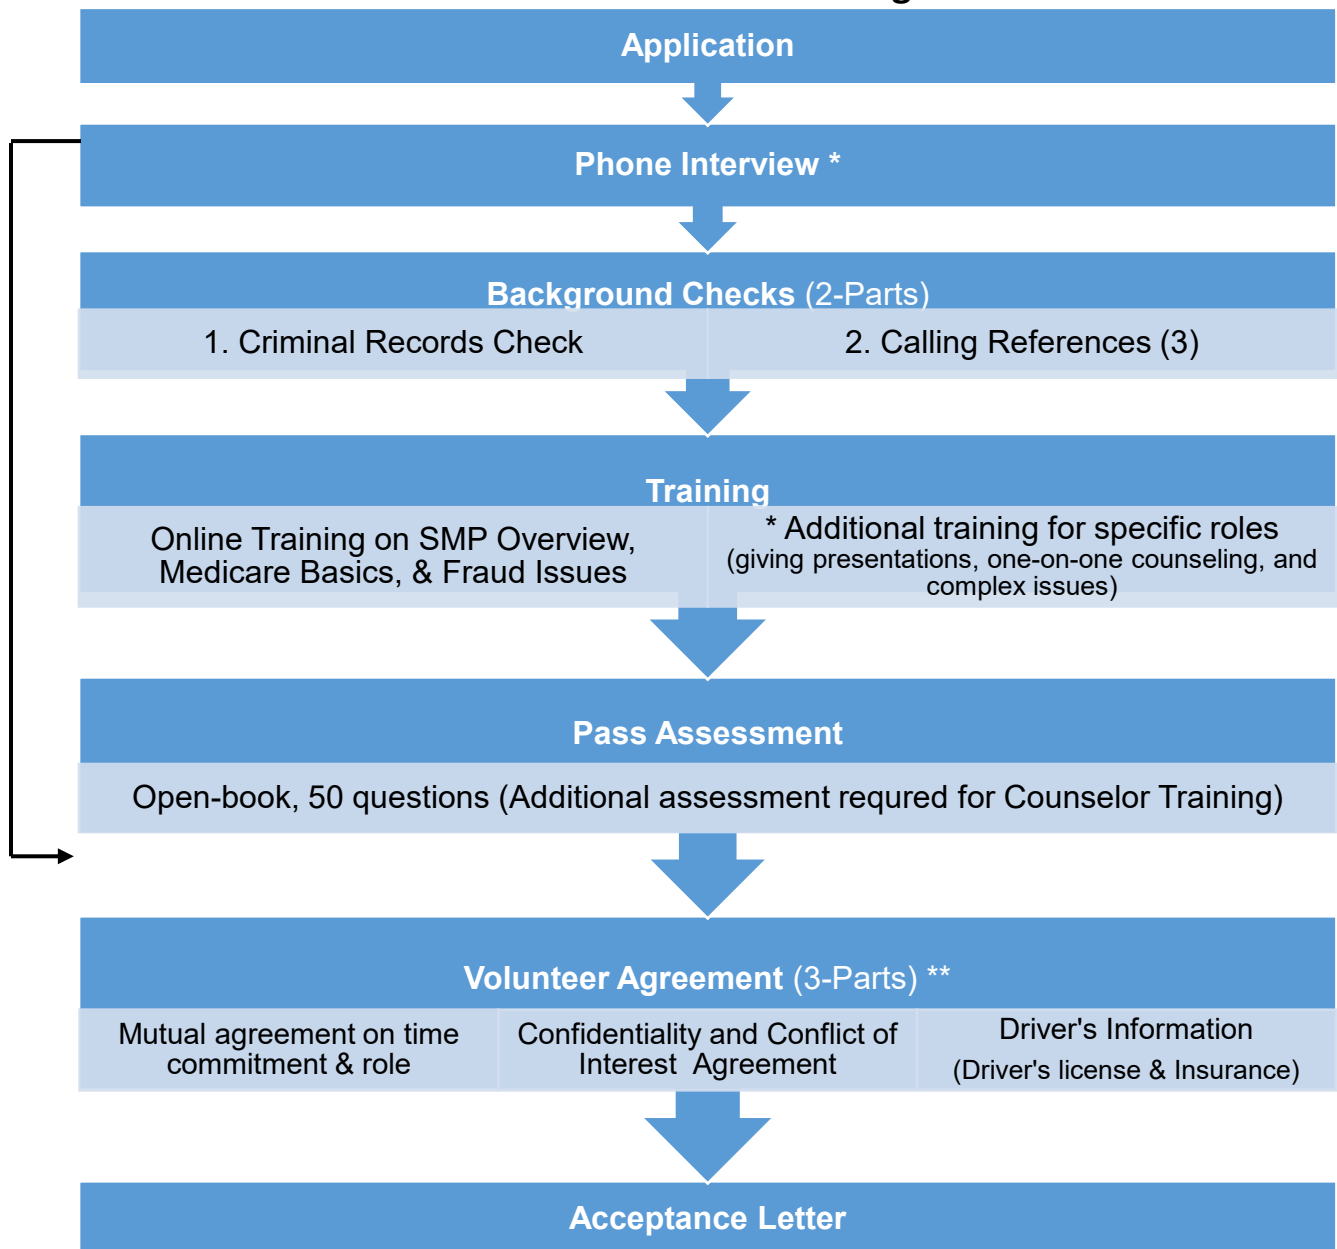 Application
Phone Interview *
Background Checks (2-Parts)
1. Criminal Records Check
2. Calling References (3)
Training
Online Training on SMP Overview,
Medicare Basics, & Fraud Issues
* Additional training for specific roles
(giving presentations, one-on-one counseling, and
complex issues)
Pass Assessment
Open-book, 50 questions (Additional assessment requred for Counselor Training)
Volunteer Agreement (3-Parts) **
Mutual agreement on time
commitment & role
Confidentiality and Conflict of
Interest Agreement
Driver's Information
(Driver's license & Insurance)
Acceptance Letter